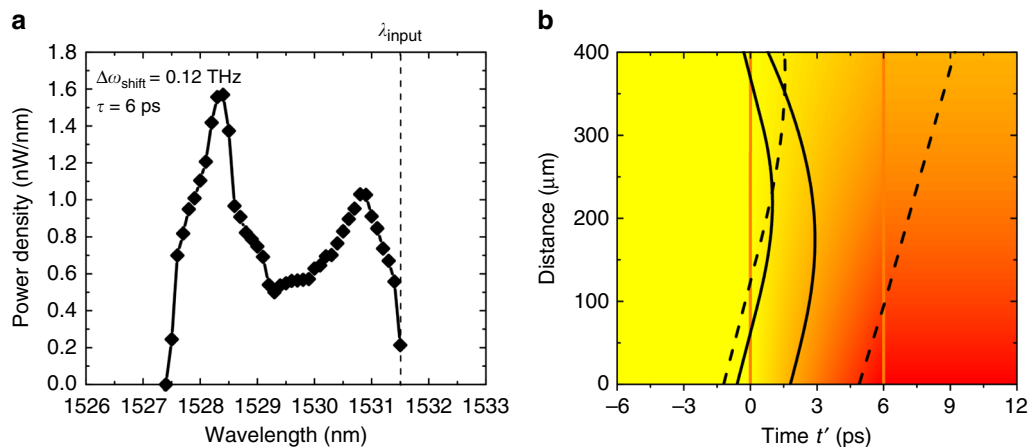 a
λinput
Δωshift = 0.12 THz
τ = 6 ps
Power density (nW/nm)
1.8
1.6
1.4
1.2
1.0
0.8
0.6
0.4
0.2
0.0
1526 1527 1528 1529 1530 1531 1532 1533
Wavelength (nm)
b
Distance (μm)
400
300
200
100
0
−6 −3 0 3 6 9 12
Time t′ (ps)